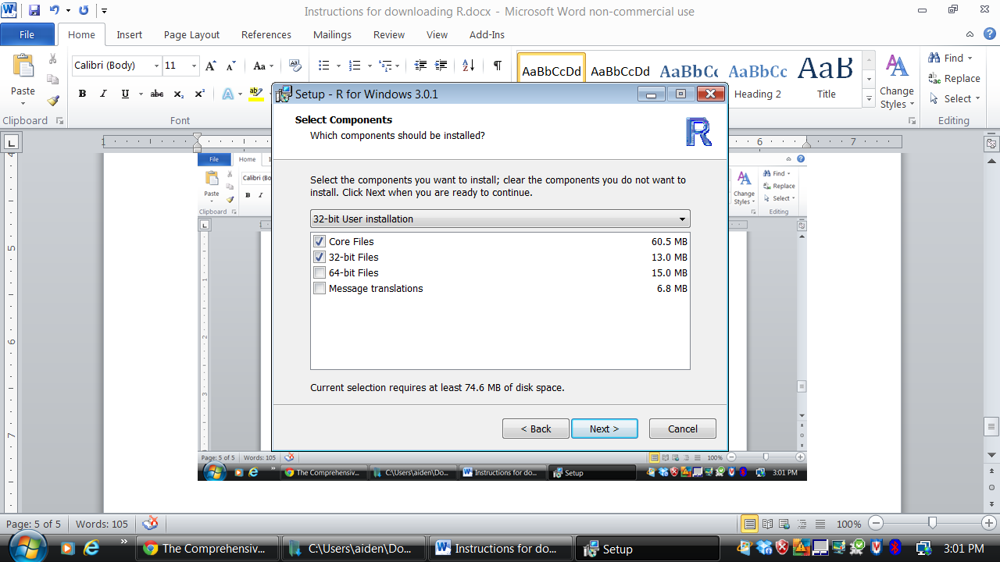 Instructions for downloading R.docx - Microsoft Word non-commercial use
File Home Insert Page Layout References Mailings Review View Add-Ins
Calibri (Body) 11 Aa
AaBbCcDd AaBbCcDd AaBbCc AaBbCc AaB
Find
Replace
Select
Paste
B I U abc x₂ x² A ab
Heading 2 Title
Change
Styles
Clipboard Font Editing
Setup - R for Windows 3.0.1
Select Components
Which components should be installed?
R
Select the components you want to install; clear the components you do not want to
install. Click Next when you are ready to continue.
32-bit User installation
Core Files 60.5 MB
32-bit Files 13.0 MB
64-bit Files 15.0 MB
Message translations 6.8 MB
Current selection requires at least 74.6 MB of disk space.
< Back Next > Cancel
File Home
Calibri (Bo
Paste
B I
Clipboard
Find
Replace
Select
Change
Styles
Editing
Page: 5 of 5 Words: 105 100%
The Comprehensiv... C:\Users\aiden\Do... Instructions for do... Setup 3:01 PM
Page: 5 of 5 Words: 105 100%
The Comprehensiv... C:\Users\aiden\Do... Instructions for do... Setup 3:01 PM